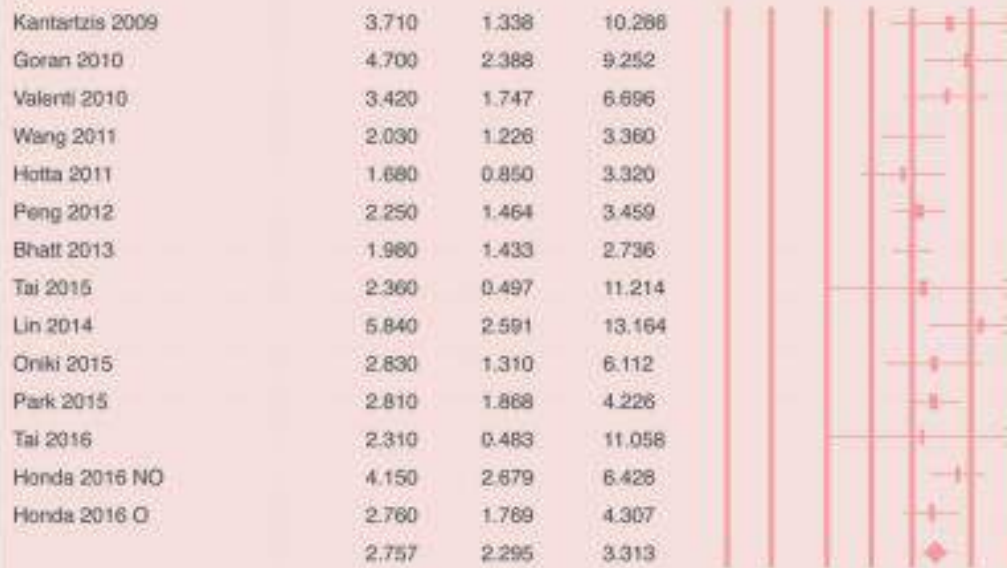 Kantartzis 2009 3.710 1.338 10.286
Goran 2010 4.700 2.388 9.252
Valenti 2010 3.420 1.747 6.696
Wang 2011 2.030 1.226 3.360
Hotta 2011 1.680 0.850 3.320
Peng 2012 2.250 1.464 3.459
Bhatt 2013 1.980 1.433 2.736
Tai 2015 2.360 0.497 11.214
Lin 2014 5.840 2.591 13.164
Oniki 2015 2.830 1.310 6.112
Park 2015 2.810 1.868 4.226
Tai 2016 2.310 0.483 11.058
Honda 2016 NO 4.150 2.679 6.428
Honda 2016 O 2.760 1.769 4.307
2.757 2.295 3.313